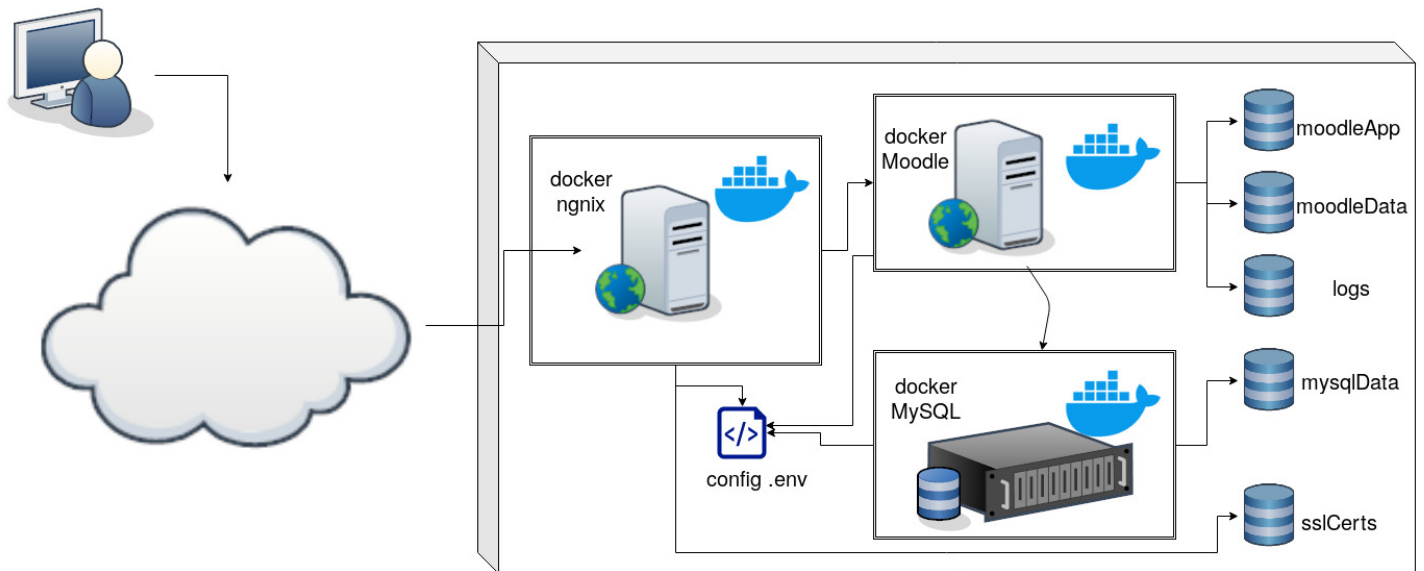 docker
ngnix
docker
Moodle
moodleApp
moodleData
logs
docker
MySQL
mysqlData
</>
config .env
sslCerts